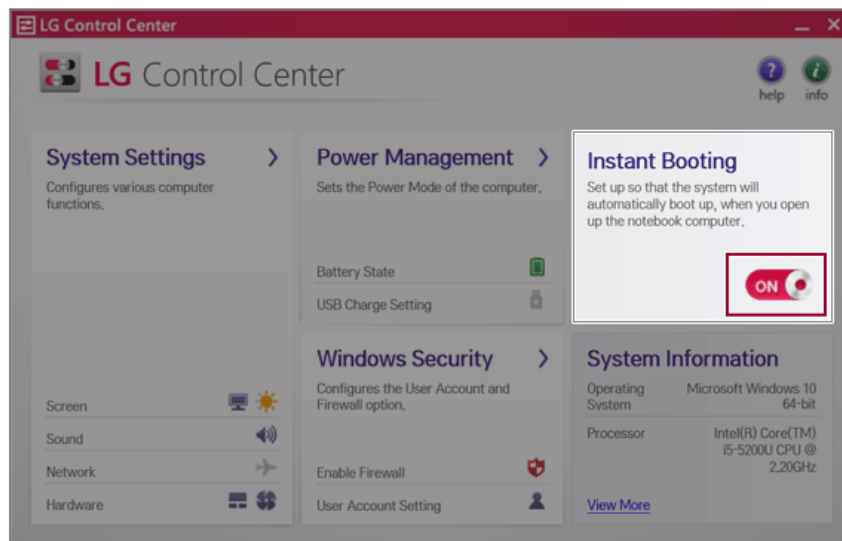 LG Control Center
LG Control Center
help
info
System Settings
Configures various computer
functions.
Screen
Sound
Network
Hardware
Power Management
Sets the Power Mode of the computer.
Battery State
USB Charge Setting
Windows Security
Configures the User Account and
Firewall option.
Enable Firewall
User Account Setting
Instant Booting
Set up so that the system will
automatically boot up, when you open
up the notebook computer.
ON
System Information
Operating
System
Microsoft Windows 10
64-bit
Processor
Intel(R) Core(TM)
i5-5200U CPU @
2.20GHz
View More